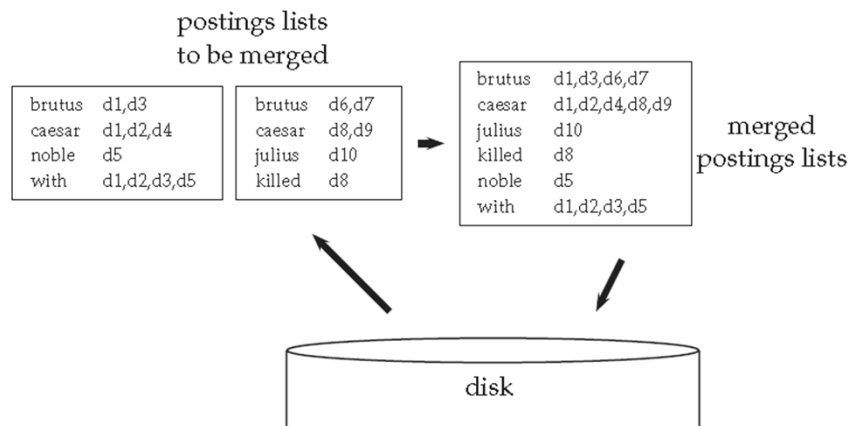 postings lists
to be merged
brutus d1,d3
caesar d1,d2,d4
noble d5
with d1,d2,d3,d5
brutus d6,d7
caesar d8,d9
julius d10
killed d8
brutus d1,d3,d6,d7
caesar d1,d2,d4,d8,d9
julius d10
killed d8
noble d5
with d1,d2,d3,d5
merged
postings lists
disk